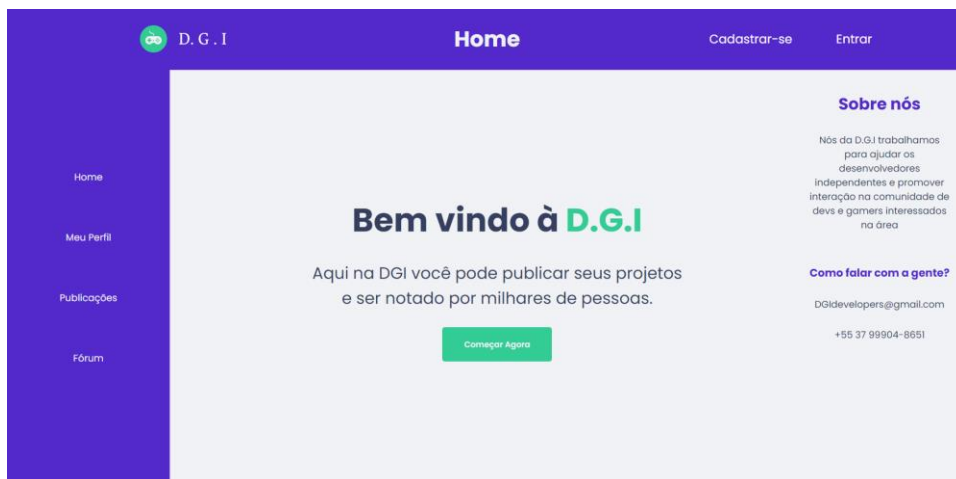 D. G . I
Home
Cadastrar-se
Entrar
Home
Meu Perfil
Publicações
Fórum
Bem vindo à D.G.I
Aqui na DGI você pode publicar seus projetos
e ser notado por milhares de pessoas.
Começar Agora
Sobre nós
Nós da D.G.I trabalhamos
para ajudar os
desenvolvedores
independentes e promover
interação na comunidade de
devs e gamers interessados
na área
Como falar com a gente?
DGIdevelopers@gmail.com
+55 37 99904-8651